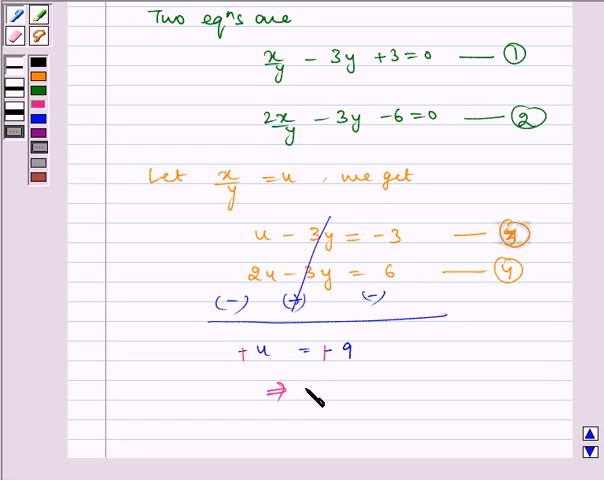 Two eqⁿs are
x/y - 3y + 3 = 0 —— ①
2x/y - 3y - 6 = 0 —— ②
Let x/y = u , we get
u - 3y = -3 —— ③
2u - 3y = 6 —— ④
(-) (+) (-)
+ u = + 9
⇒